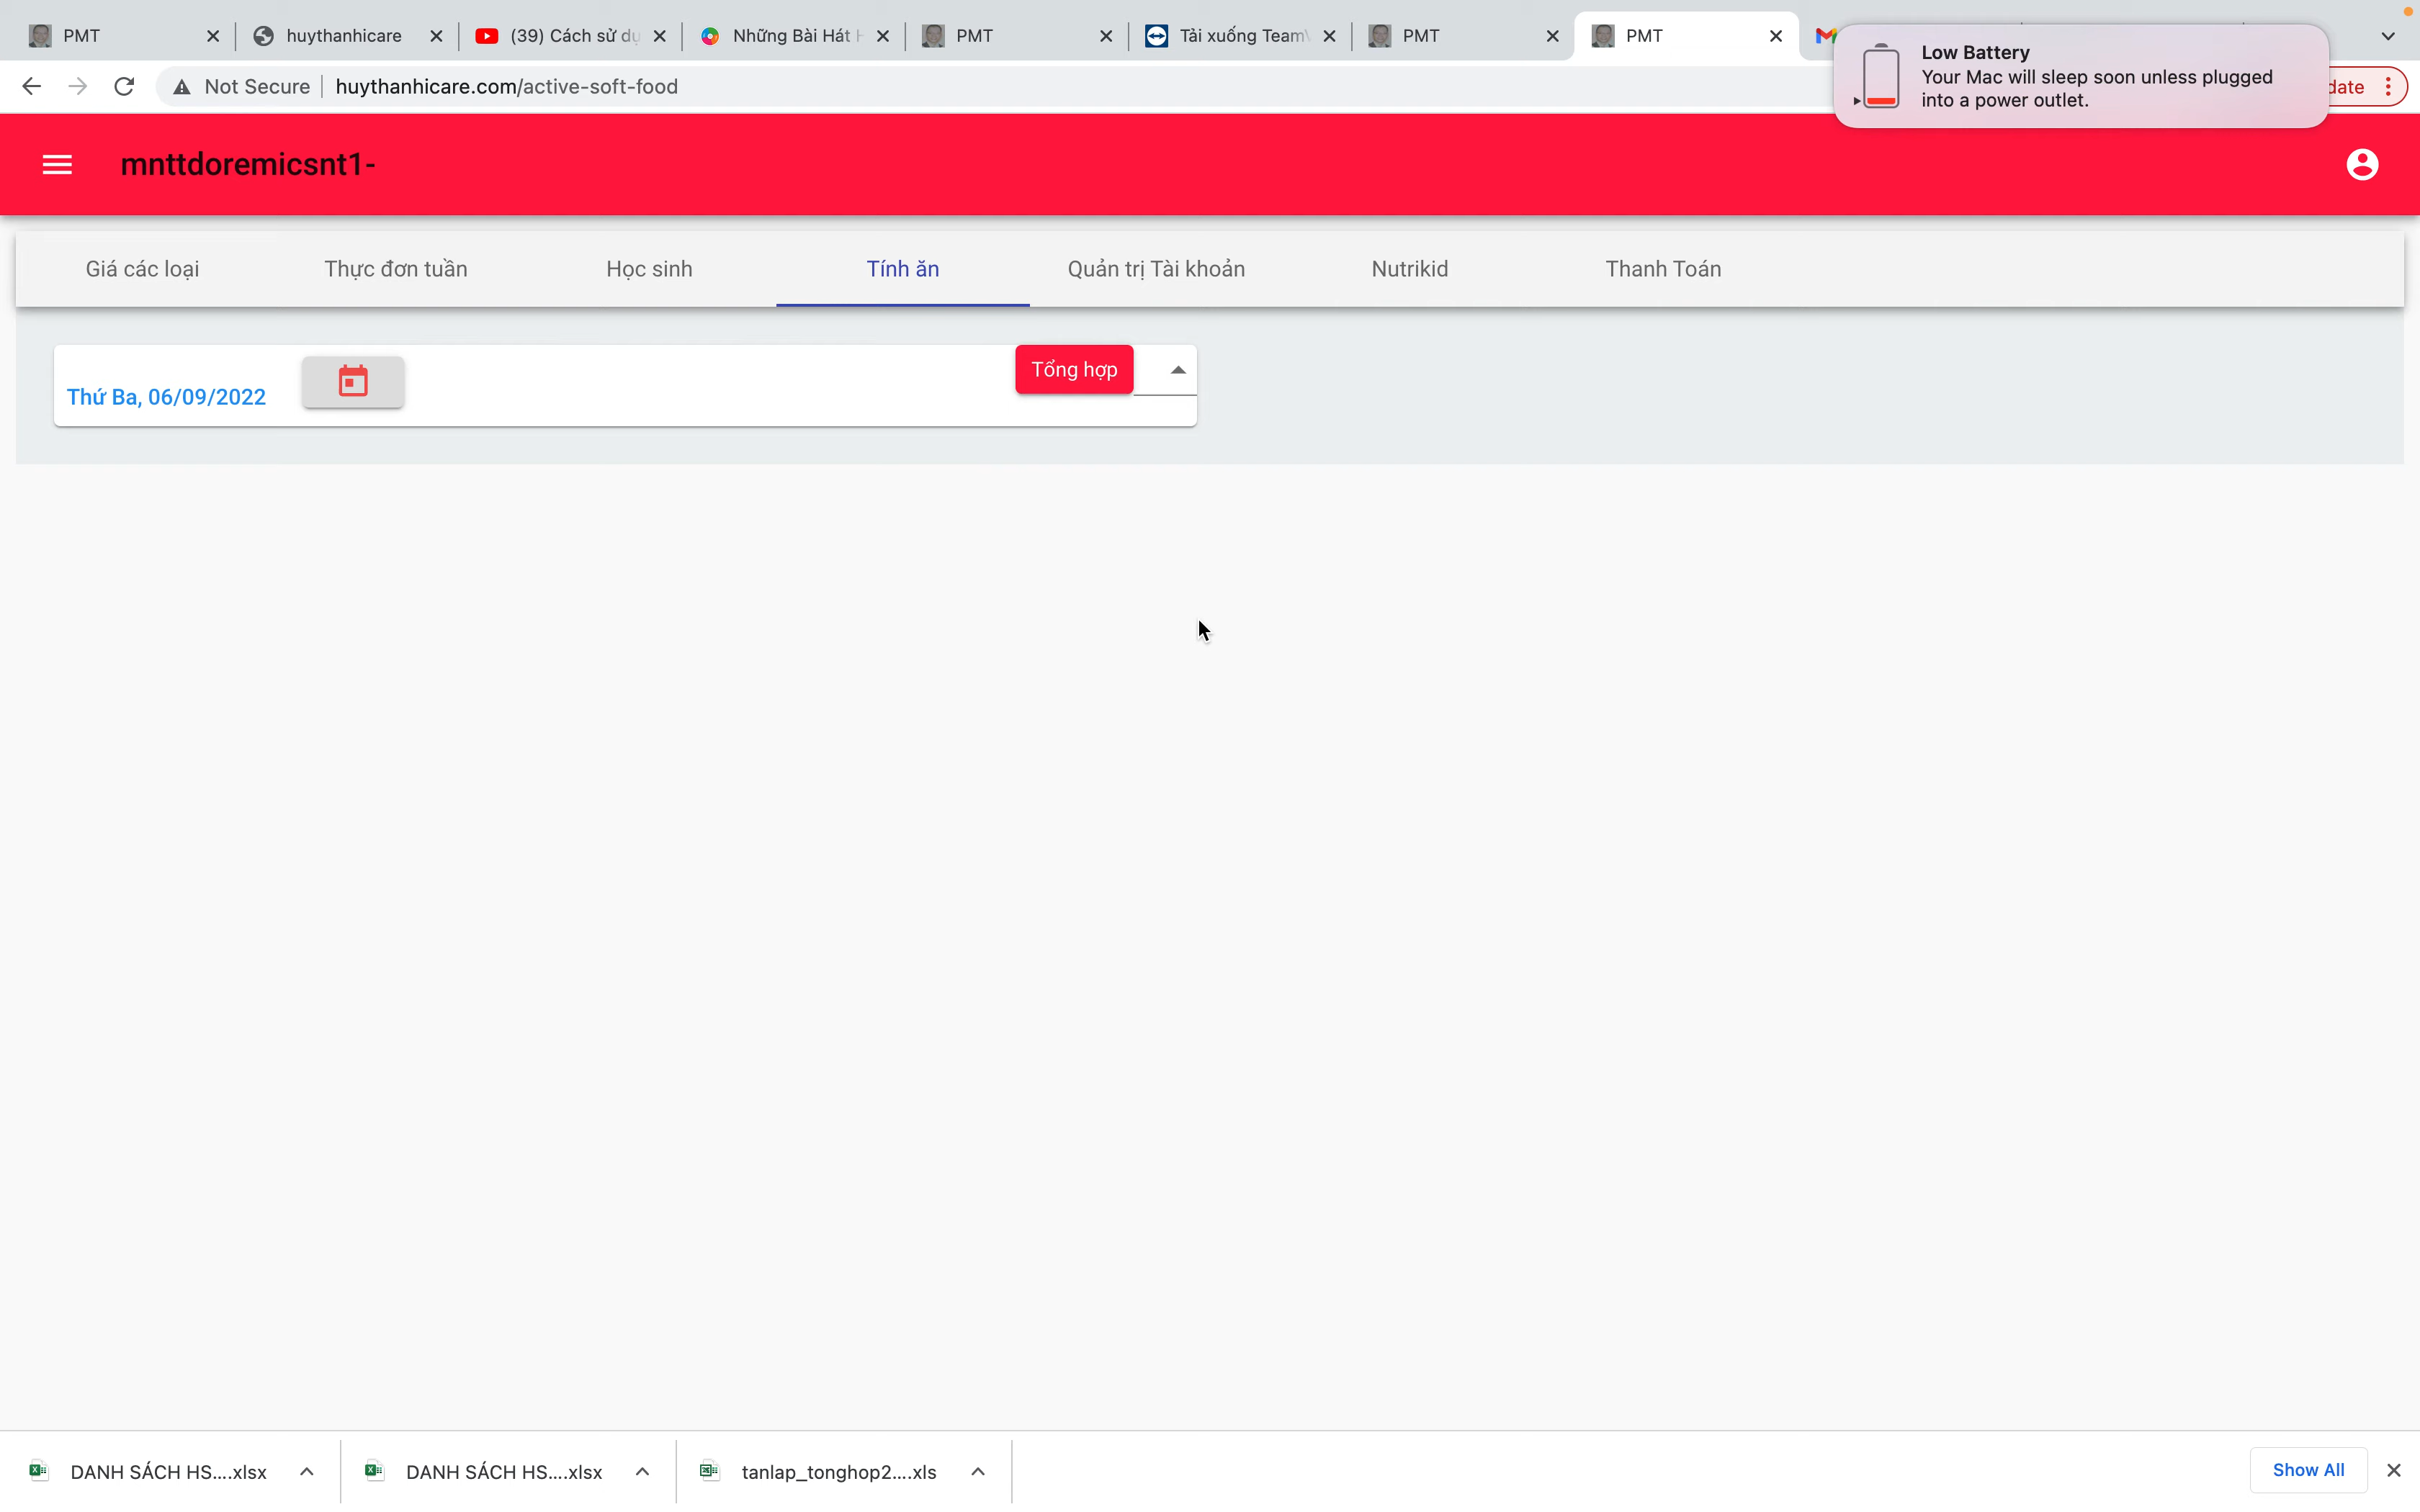 PMT
huythanhicare
(39) Cách sử dụ
Những Bài Hát H
PMT
Tải xuống Team
PMT
PMT
Low Battery
Your Mac will sleep soon unless plugged
into a power outlet.
Not Secure
huythanhicare.com/active-soft-food
date
mnttdoremicsnt1-
Giá các loại
Thực đơn tuần
Học sinh
Tính ăn
Quản trị Tài khoản
Nutrikid
Thanh Toán
Thứ Ba, 06/09/2022
Tổng hợp
DANH SÁCH HS....xlsx
DANH SÁCH HS....xlsx
tanlap_tonghop2....xls
Show All